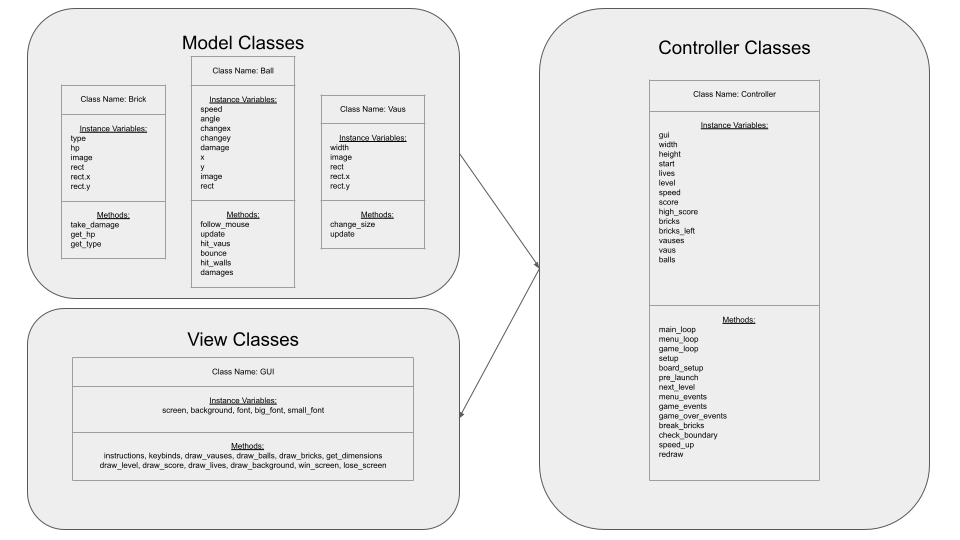 Model Classes
Class Name: Brick
Instance Variables:
type
hp
image
rect
rect.x
rect.y
Methods:
take_damage
get_hp
get_type
Class Name: Ball
Instance Variables:
speed
angle
changex
changey
damage
x
y
image
rect
Methods:
follow_mouse
update
hit_vaus
bounce
hit_walls
damages
Class Name: Vaus
Instance Variables:
width
image
rect
rect.x
rect.y
Methods:
change_size
update
View Classes
Class Name: GUI
Instance Variables:
screen, background, font, big_font, small_font
Methods:
instructions, keybinds, draw_vauses, draw_balls, draw_bricks, get_dimensions
draw_level, draw_score, draw_lives, draw_background, win_screen, lose_screen
Controller Classes
Class Name: Controller
Instance Variables:
gui
width
height
start
lives
level
speed
score
high_score
bricks
bricks_left
vauses
vaus
balls
Methods:
main_loop
menu_loop
game_loop
setup
board_setup
pre_launch
next_level
menu_events
game_events
game_over_events
break_bricks
check_boundary
speed_up
redraw